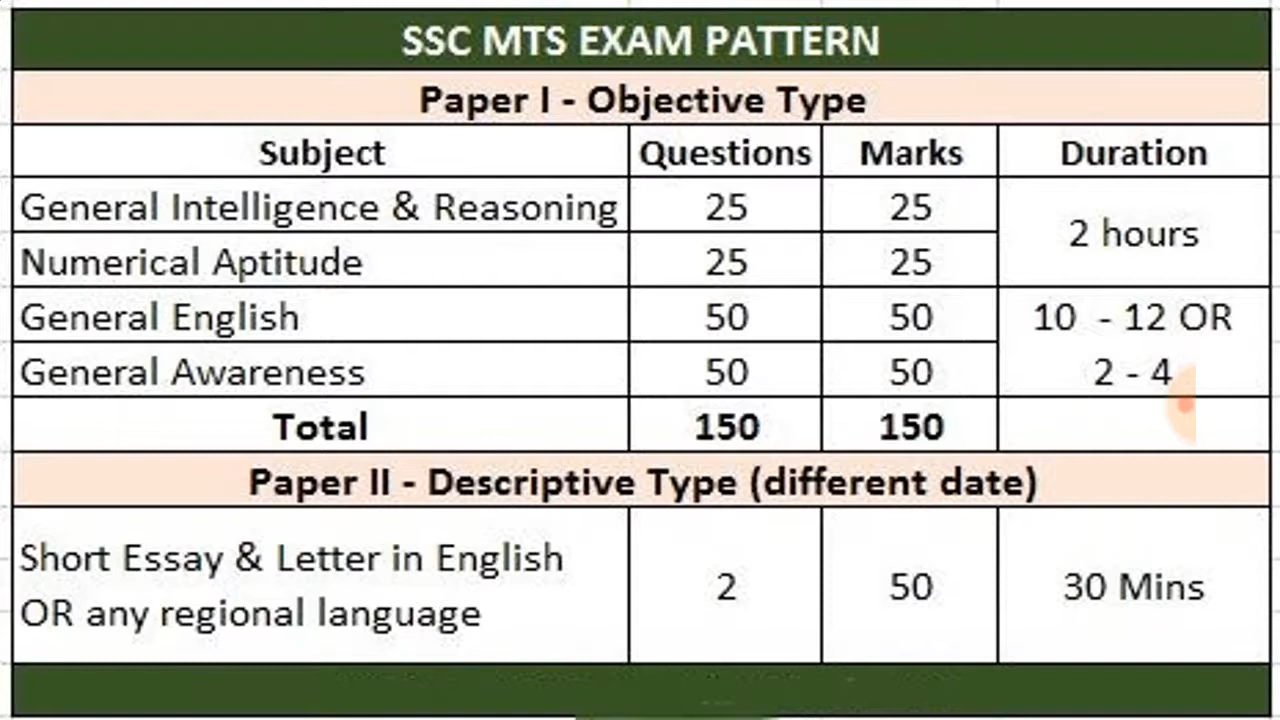 SSC MTS EXAM PATTERN
Paper I - Objective Type
Subject Questions Marks Duration
General Intelligence & Reasoning 25 25 2 hours
Numerical Aptitude 25 25
General English 50 50 10 - 12 OR
General Awareness 50 50 2 - 4
Total 150 150
Paper II - Descriptive Type (different date)
Short Essay & Letter in English
OR any regional language 2 50 30 Mins